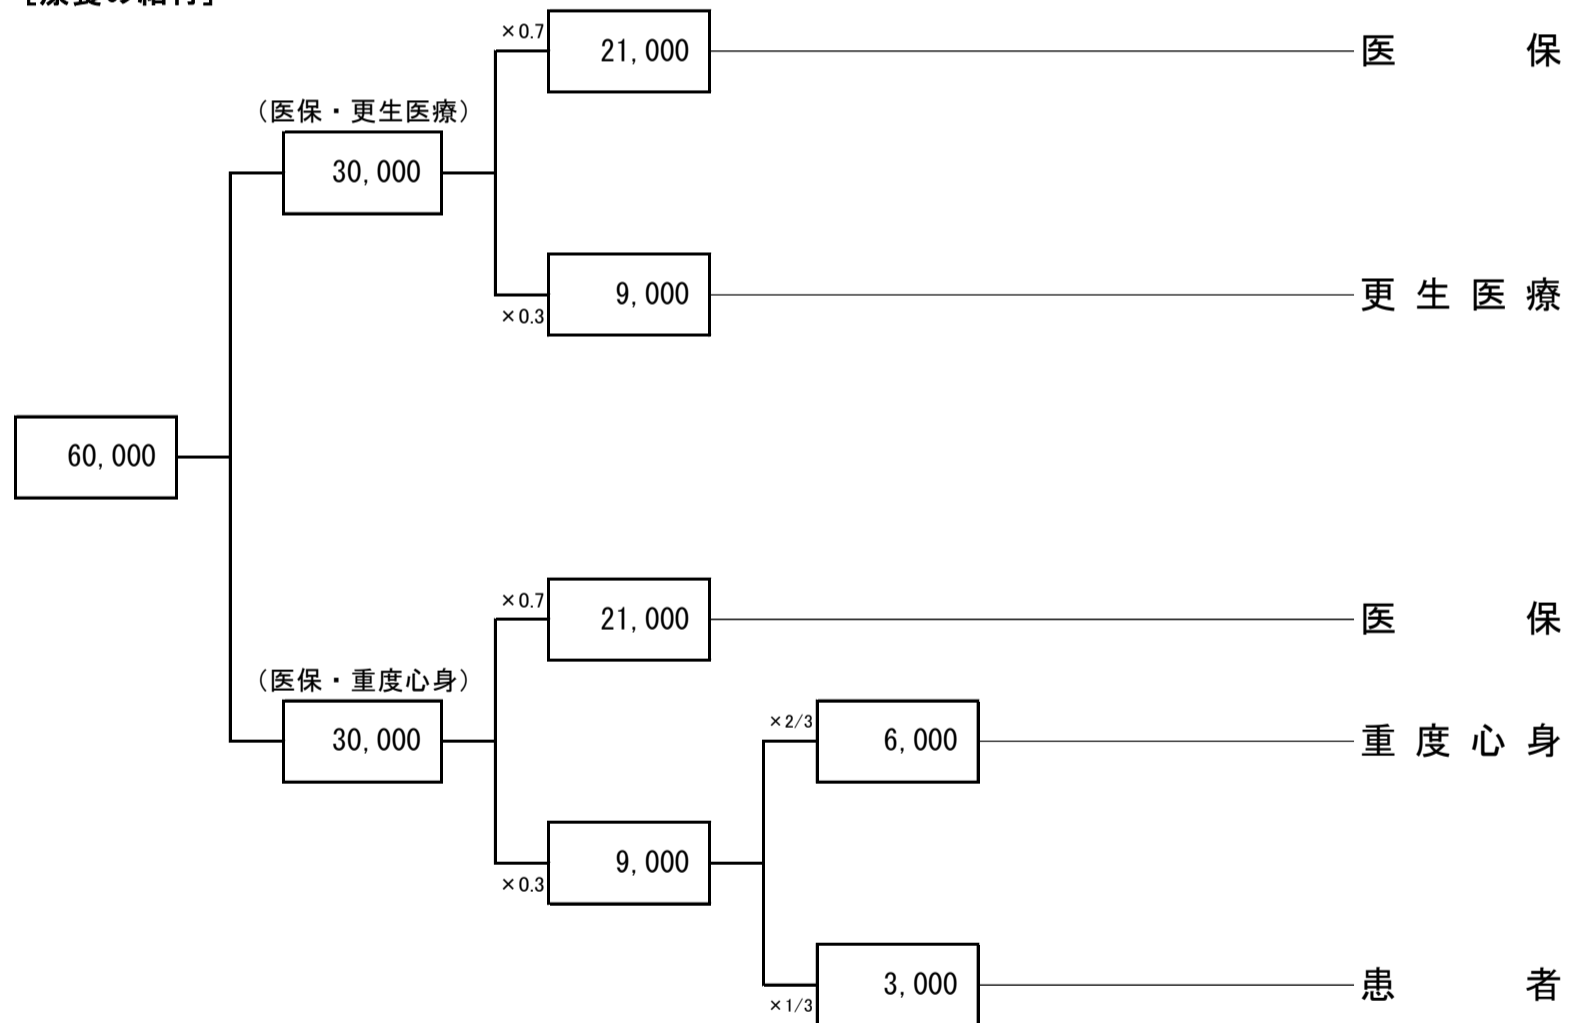 ×0.7
21,000
医保
(医保・更生医療)
30,000
9,000
更生医療
×0.3
60,000
×0.7
21,000
医保
(医保・重度心身)
30,000
×2/3
6,000
重度心身
9,000
×0.3
3,000
患者
×1/3